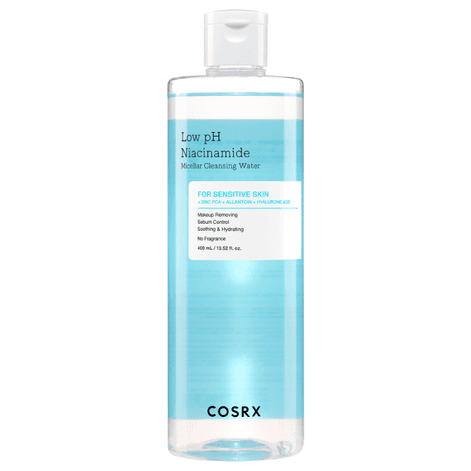 Low pH
Niacinamide
Micellar Cleansing Water
FOR SENSITIVE SKIN
+ ZINC PCA + ALLANTOIN + HYALURONIC ACID
Makeup Removing
Sebum Control
Soothing & Hydrating
No Fragrance
400 mL / 13.52 fl. oz.
COSRX